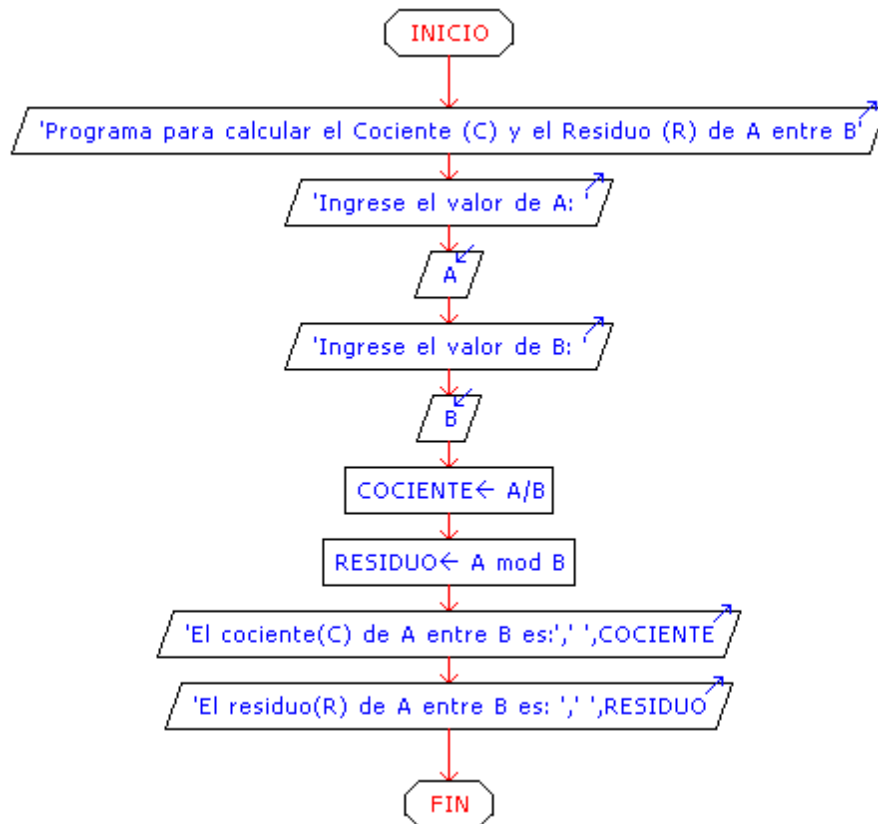 INICIO
'Programa para calcular el Cociente (C) y el Residuo (R) de A entre B'
'Ingrese el valor de A: '
A
'Ingrese el valor de B: '
B
COCIENTE← A/B
RESIDUO← A mod B
'El cociente(C) de A entre B es:',' ',COCIENTE
'El residuo(R) de A entre B es: ',' ',RESIDUO
FIN